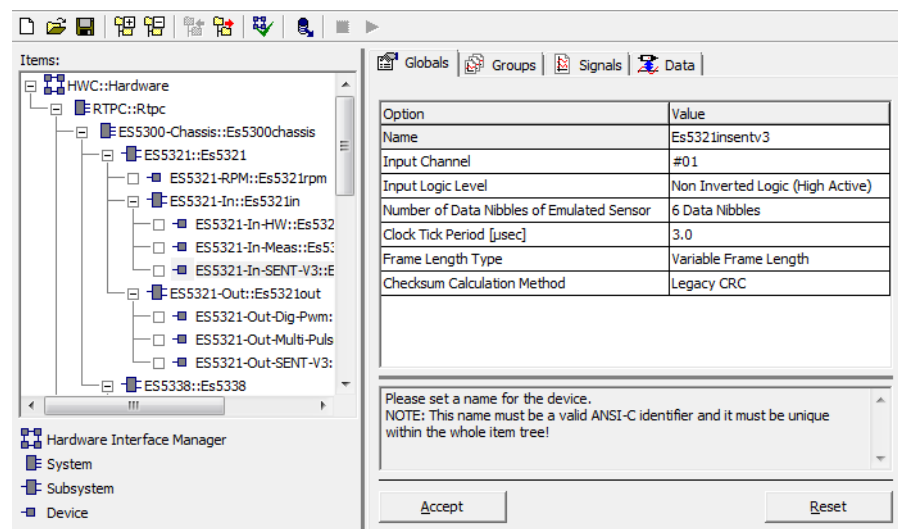 Items:
HWC::Hardware
RTPC::Rtpc
ES5300-Chassis::Es5300chassis
ES5321::Es5321
ES5321-RPM::Es5321rpm
ES5321-In::Es5321in
ES5321-In-HW::Es532
ES5321-In-Meas::Es53
ES5321-In-SENT-V3::E
ES5321-Out::Es5321out
ES5321-Out-Dig-Pwm:
ES5321-Out-Multi-Puls
ES5321-Out-SENT-V3:
ES5338::Es5338
Hardware Interface Manager
System
Subsystem
Device
Globals Groups Signals Data
Option Value
Name Es5321insentv3
Input Channel #01
Input Logic Level Non Inverted Logic (High Active)
Number of Data Nibbles of Emulated Sensor 6 Data Nibbles
Clock Tick Period [µsec] 3.0
Frame Length Type Variable Frame Length
Checksum Calculation Method Legacy CRC
Please set a name for the device.
NOTE: This name must be a valid ANSI-C identifier and it must be unique
within the whole item tree!
Accept Reset